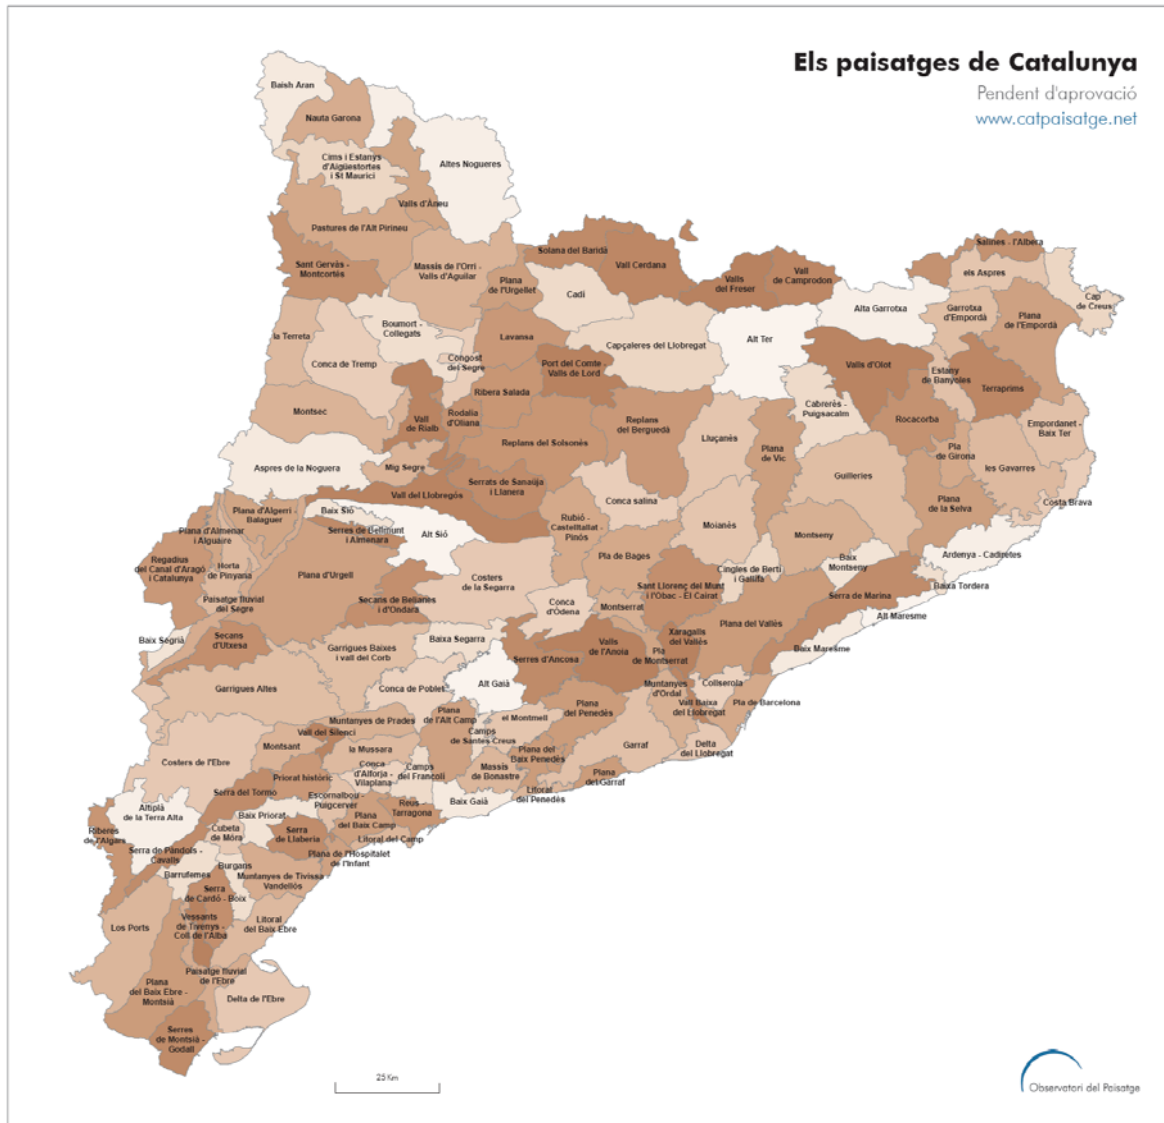 Els paisatges de Catalunya
Pendent d'aprovació
www.catpaisatge.net
Baish Aran
Nauta Garona
Cims i Estanys
d'Aigüestortes
i St Maurici
Altes Nogueres
Valls d'Àneu
Pastures de l'Alt Pirineu
Sant Gervàs -
Montcortès
Massís de l'Orri -
Valls d'Aguilar
Plana
de l'Urgellet
Solana del Baridà
Vall Cerdana
Cadí
Valls
del Freser
Vall
de Camprodon
Salines - l'Albera
els Aspres
Cap
de Creus
Alta Garrotxa
Garrotxa
d'Empordà
Plana
de l'Empordà
la Terreta
Boumort -
Collegats
Conca de Tremp
Congost
del Segre
Lavansa
Port del Comte -
Valls de Lord
Capçaleres del Llobregat
Alt Ter
Valls d'Olot
Estany
de Banyoles
Terraprims
Montsec
Vall
de Rialb
Rodalia
d'Oliana
Ribera Salada
Replans del Solsonès
Replans
del Berguedà
Lluçanès
Plana
de Vic
Cabrerès -
Puigsacalm
Rocacorba
Empordanet -
Baix Ter
Pla
de Girona
les Gavarres
Costa Brava
Guilleries
Plana
de la Selva
Aspres de la Noguera
Mig Segre
Serrats de Sanaüja
i Llanera
Vall del Llobregós
Conca salina
Rubió -
Castelltallat -
Pinós
Moianès
Montseny
Baix
Montseny
Ardenya - Cadiretes
Baixa Tordera
Plana d'Algerri -
Balaguer
Baix Sió
Plana d'Almenar
i Alguaire
Serres de Bellmunt
i Almenara
Alt Sió
Regadius
del Canal d'Aragó
i Catalunya
Horta
de Pinyana
Plana d'Urgell
Paisatge fluvial
del Segre
Secans de Belianes
i d'Ondara
Costers
de la Segarra
Pla de Bages
Conca
d'Òdena
Montserrat
Sant Llorenç del Munt
i l'Obac - El Cairat
Cingles de Bertí
i Gallifa
Serra de Marina
Alt Maresme
Plana del Vallès
Baix Maresme
Xaragalls
del Vallès
Pla
de Montserrat
Baix Segrià
Secans
d'Utxesa
Garrigues Baixes
i vall del Corb
Baixa Segarra
Serres d'Ancosa
Valls
de l'Anoia
Muntanyes
d'Ordal
Collserola
Vall Baixa
del Llobregat
Pla de Barcelona
Garrigues Altes
Conca de Poblet
Alt Gaià
Plana
del Penedès
Muntanyes de Prades
Vall del Silenci
Plana
de l'Alt Camp
el Montmell
Camps
de Santes Creus
Garraf
Delta
del Llobregat
Costers de l'Ebre
Montsant
la Mussara
Conca
d'Alforja -
Vilaplana
Camps
del Francolí
Plana del
Baix Penedès
Massís
de Bonastre
Plana
del Garraf
Litoral
del Penedès
Priorat històric
Serra del Tormo
Escornalbou -
Puigcerver
Reus -
Tarragona
Baix Gaià
Altiplà
de la Terra Alta
Baix Priorat
Plana
del Baix Camp
Riberes
de l'Algars
Cubeta
de Móra
Serra
de Llaberia
Litoral del Camp
Serra de Pàndols -
Cavalls
Plana de l'Hospitalet
de l'Infant
Burgans
Barrufemes
Muntanyes de Tivissa -
Vandellòs
Serra
de Cardó - Boix
Los Ports
Vessants
de Tivenys -
Coll de l'Alba
Litoral
del Baix Ebre
Paisatge fluvial
de l'Ebre
Plana
del Baix Ebre -
Montsià
Delta de l'Ebre
Serres
de Montsià -
Godall
25 Km
Observatori del Paisatge